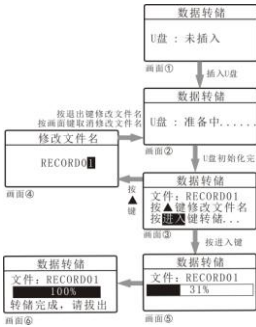 数据转储
U盘：未插入
画面①
插入U盘
按退出键修改文件名
按画面键取消修改文件名
数据转储
U盘：准备中......
画面②
U盘初始化完
修改文件名
RECORD01
画面④
按
▲
键
数据转储
文件：RECORD01
按▲键修改文件名
按进入键转储...
画面③
按进入键
数据转储
文件：RECORD01
31%
画面⑤
数据转储
文件：RECORD01
100%
转储完成，请拔出
画面⑥